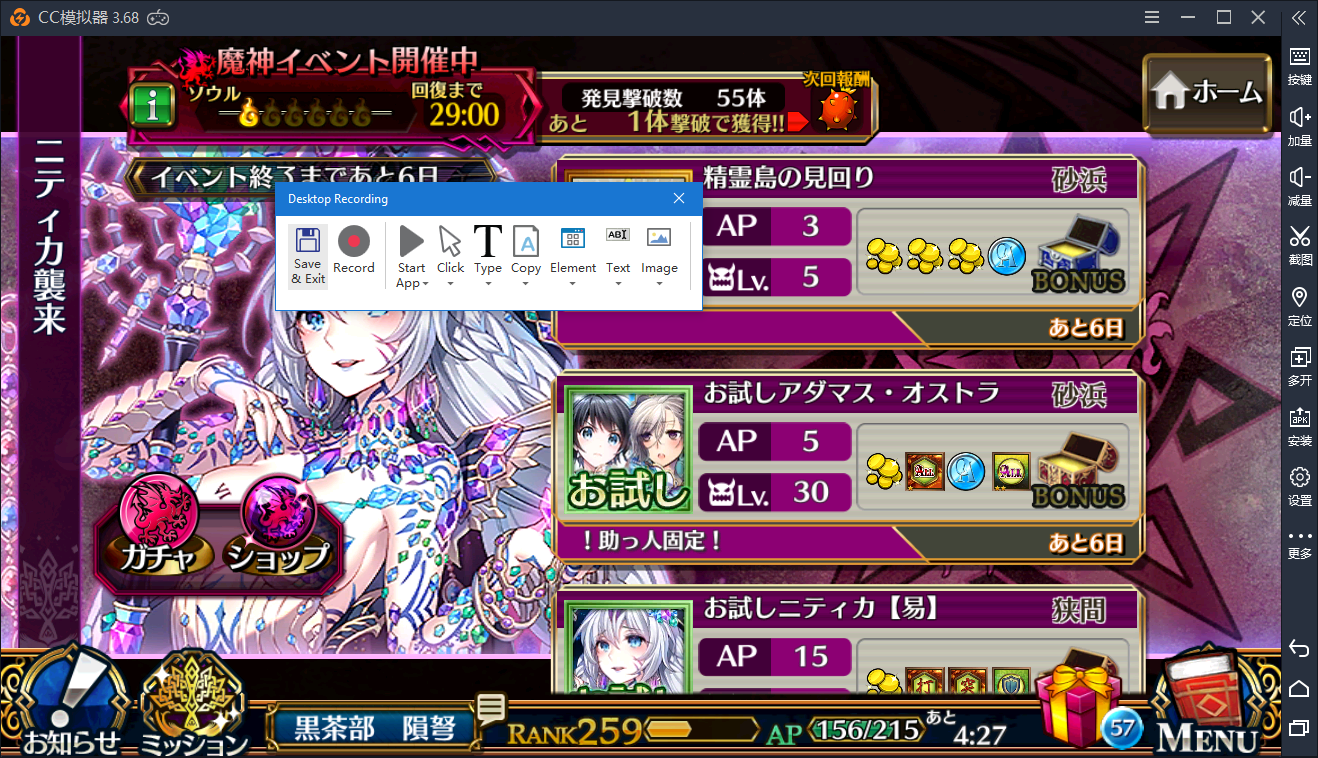 CC模拟器 3.68
魔神イベント開催中
ソウル
回復まで
29:00
発見撃破数 55体
あと 1体撃破で獲得!!
次回報酬
ホーム
ニティカ襲来
イベント終了まであと6日
Desktop Recording
Save & Exit
Record
Start App
Click
Type
Copy
Element
Text
Image
精霊島の見回り
砂浜
AP 3
Lv. 5
BONUS
あと6日
お試しアダマス・オストラ
砂浜
AP 5
Lv. 30
お試し
BONUS
!助っ人固定!
あと6日
お試しニティカ【易】
狭間
AP 15
ガチャ
ショップ
お知らせ
ミッション
黒茶部 隕弩
RANK259
AP 156/215
あと
4:27
57
MENU
按键
加量
减量
截图
定位
多开
安装
设置
更多